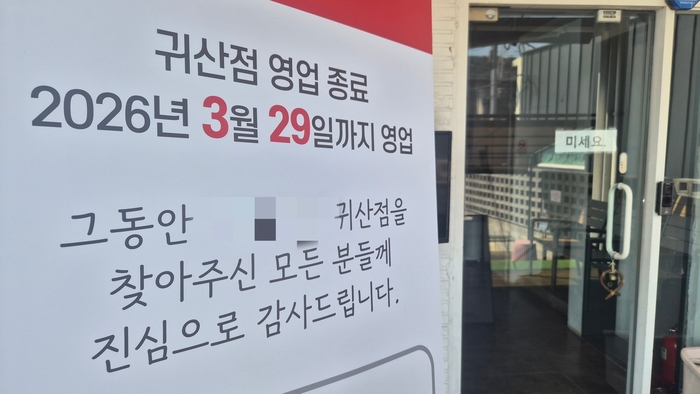 귀산점 영업 종료
2026년 3월 29일까지 영업
그동안 귀산점을
찾아주신 모든 분들께
진심으로 감사드립니다.
미세요.